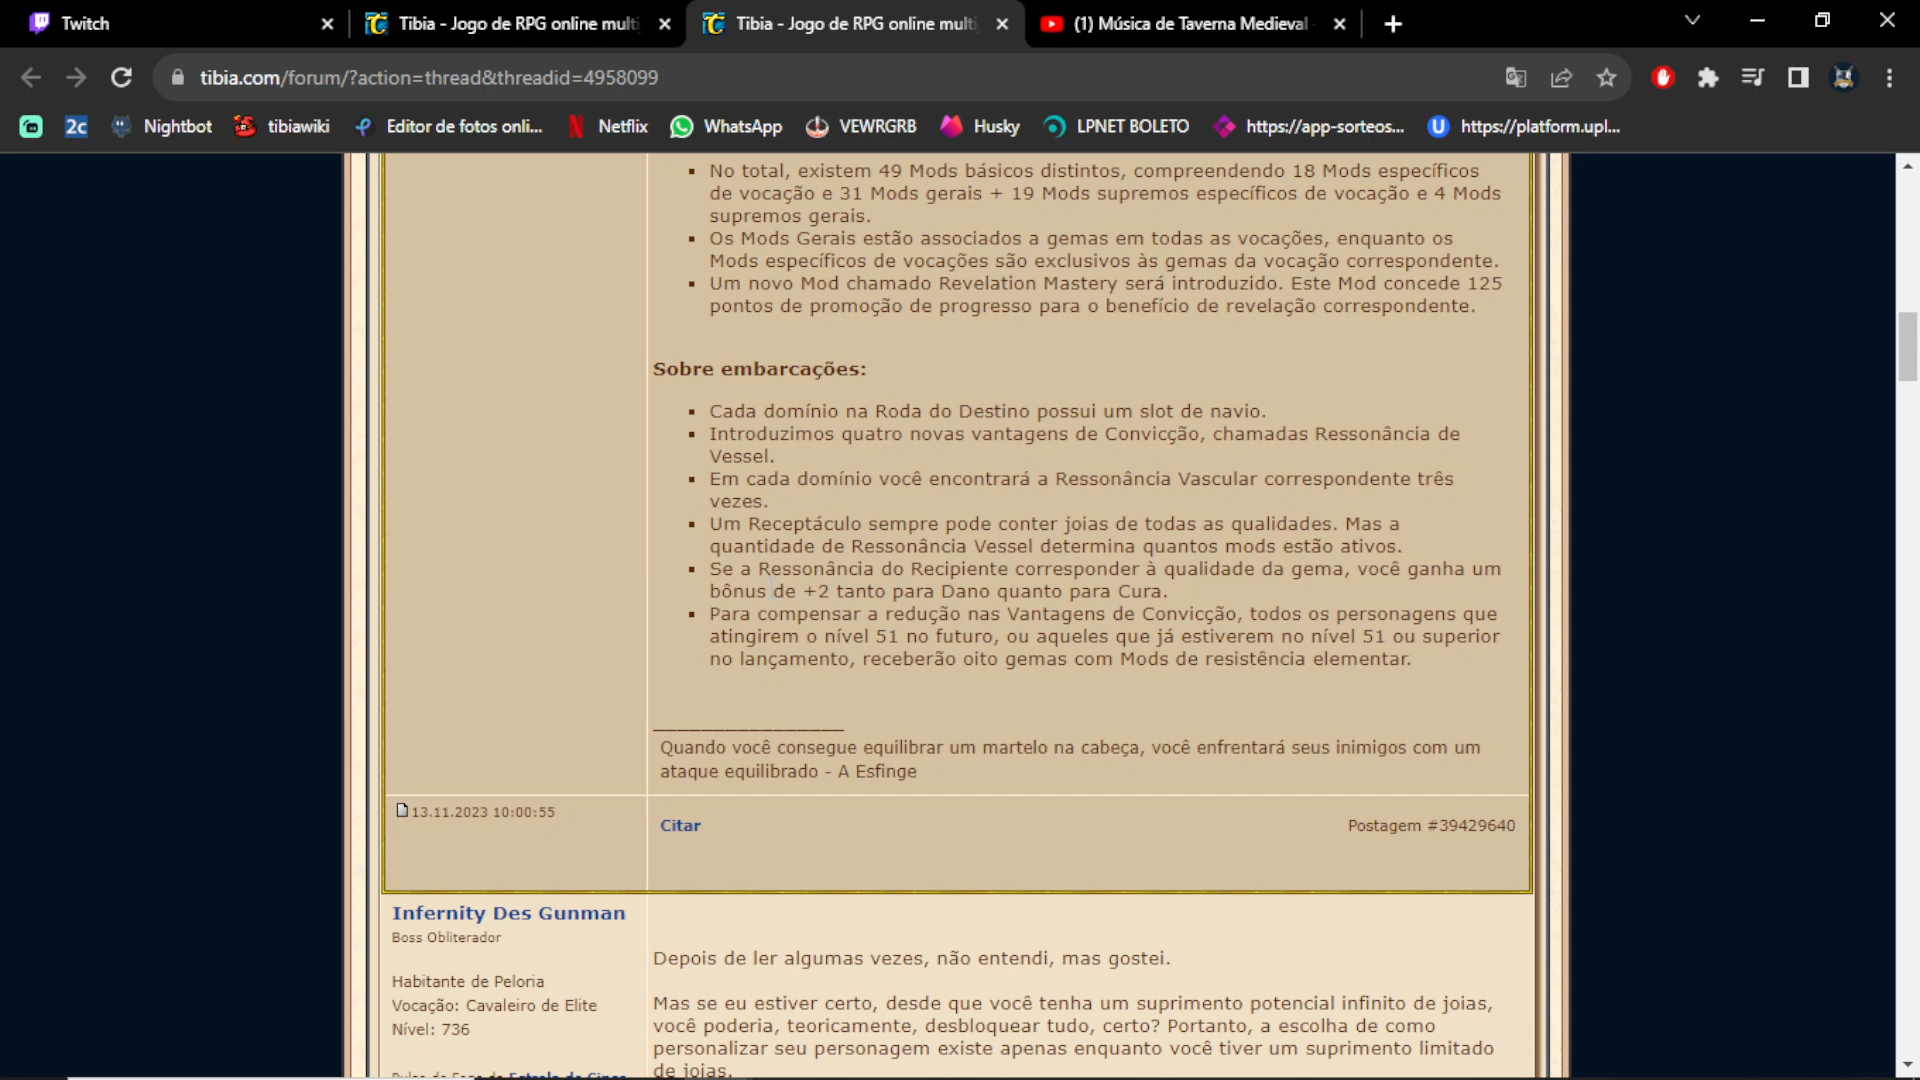 Twitch
Tibia - Jogo de RPG online multi
Tibia - Jogo de RPG online multi
(1) Música de Taverna Medieval
tibia.com/forum/?action=thread&threadid=4958099
2c
Nightbot
tibiawiki
Editor de fotos onli...
Netflix
WhatsApp
VEWRGRB
Husky
LPNET BOLETO
https://app-sorteos...
https://platform.upl...
No total, existem 49 Mods básicos distintos, compreendendo 18 Mods específicos
de vocação e 31 Mods gerais + 19 Mods supremos específicos de vocação e 4 Mods
supremos gerais.
Os Mods Gerais estão associados a gemas em todas as vocações, enquanto os
Mods específicos de vocações são exclusivos às gemas da vocação correspondente.
Um novo Mod chamado Revelation Mastery será introduzido. Este Mod concede 125
pontos de promoção de progresso para o benefício de revelação correspondente.
Sobre embarcações:
Cada domínio na Roda do Destino possui um slot de navio.
Introduzimos quatro novas vantagens de Convicção, chamadas Ressonância de
Vessel.
Em cada domínio você encontrará a Ressonância Vascular correspondente três
vezes.
Um Receptáculo sempre pode conter joias de todas as qualidades. Mas a
quantidade de Ressonância Vessel determina quantos mods estão ativos.
Se a Ressonância do Recipiente corresponder à qualidade da gema, você ganha um
bônus de +2 tanto para Dano quanto para Cura.
Para compensar a redução nas Vantagens de Convicção, todos os personagens que
atingirem o nível 51 no futuro, ou aqueles que já estiverem no nível 51 ou superior
no lançamento, receberão oito gemas com Mods de resistência elementar.
Quando você consegue equilibrar um martelo na cabeça, você enfrentará seus inimigos com um
ataque equilibrado - A Esfinge
13.11.2023 10:00:55
Citar
Postagem #39429640
Infernity Des Gunman
Boss Obliterador
Habitante de Peloria
Vocação: Cavaleiro de Elite
Nível: 736
Depois de ler algumas vezes, não entendi, mas gostei.
Mas se eu estiver certo, desde que você tenha um suprimento potencial infinito de joias,
você poderia, teoricamente, desbloquear tudo, certo? Portanto, a escolha de como
personalizar seu personagem existe apenas enquanto você tiver um suprimento limitado
de joias.